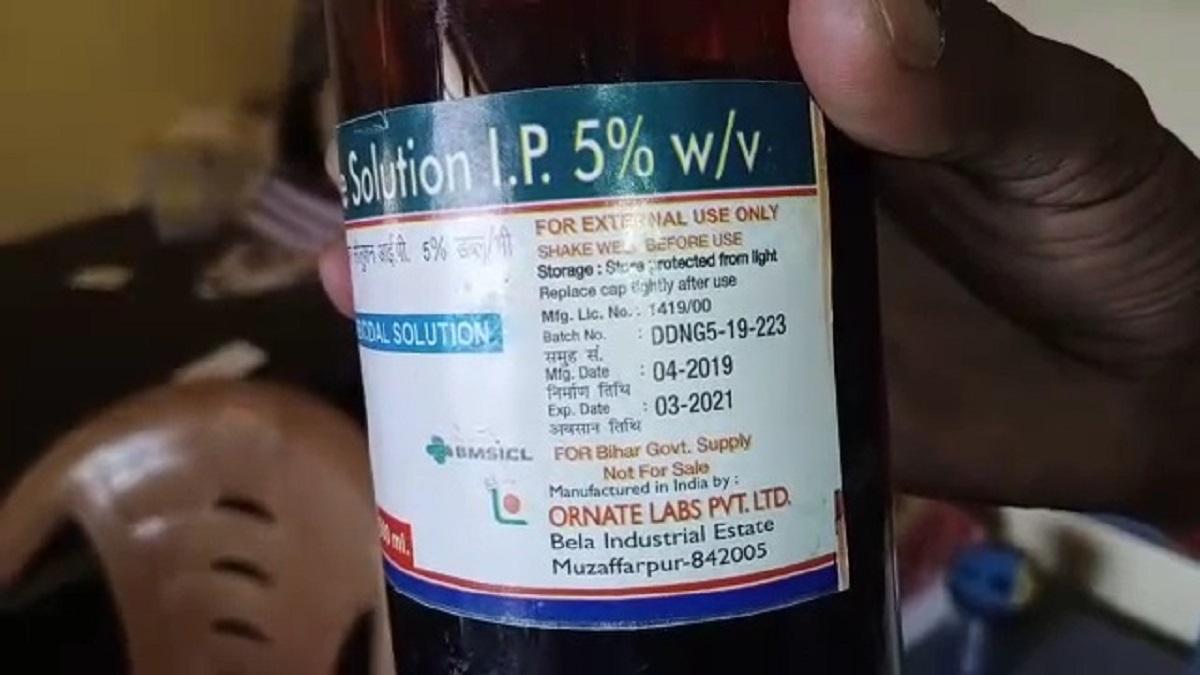 Solution I.P. 5% w/v
आई.पी. 5% डब्लू/वी
SOLUTION
FOR EXTERNAL USE ONLY
SHAKE WELL BEFORE USE
Storage : Store protected from light
Replace cap tightly after use
Mfg. Lic. No. : 1419/00
Batch No. : DDNG5-19-223
समुह सं.
Mfg. Date : 04-2019
निर्माण तिथि
Exp. Date : 03-2021
अवसान तिथि
BMSICL
FOR Bihar Govt. Supply
Not For Sale
Manufactured in India by :
ORNATE LABS PVT. LTD.
Bela Industrial Estate
Muzaffarpur-842005
ml.